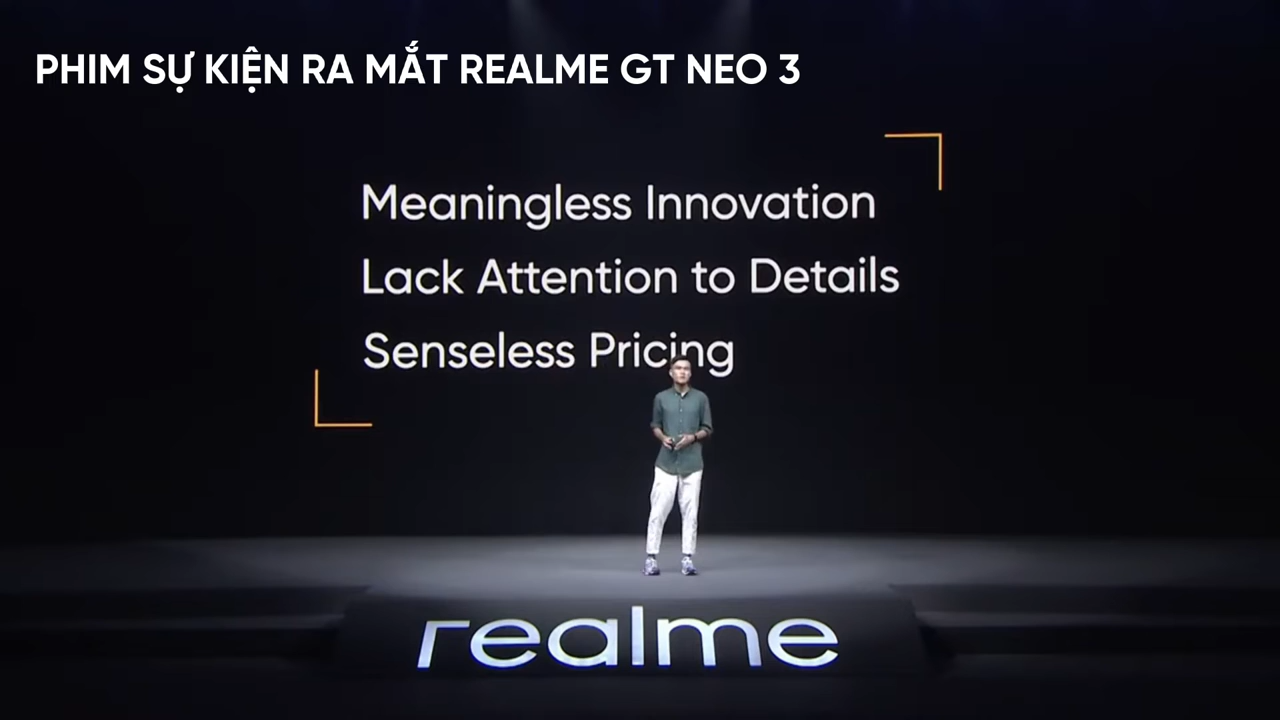 PHIM SỰ KIỆN RA MẮT REALME GT NEO 3
Meaningless Innovation
Lack Attention to Details
Senseless Pricing
realme